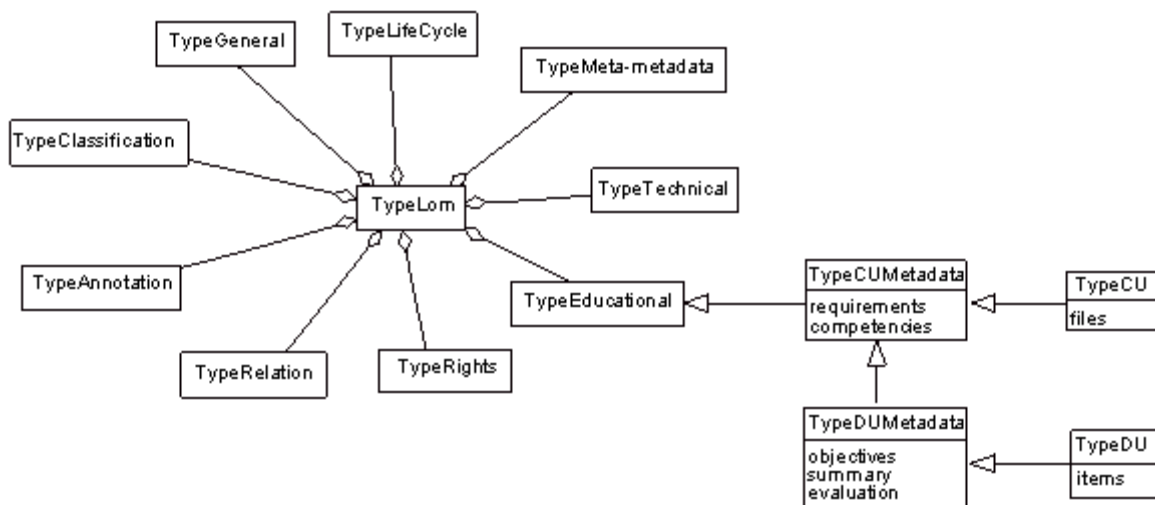 TypeLifeCycle
TypeGeneral
TypeMeta-metadata
TypeClassification
TypeTechnical
TypeLom
TypeAnnotation
TypeEducational
TypeCUMetadata
requirements
competencies
TypeCU
files
TypeRelation
TypeRights
TypeDUMetadata
objectives
summary
evaluation
TypeDU
items